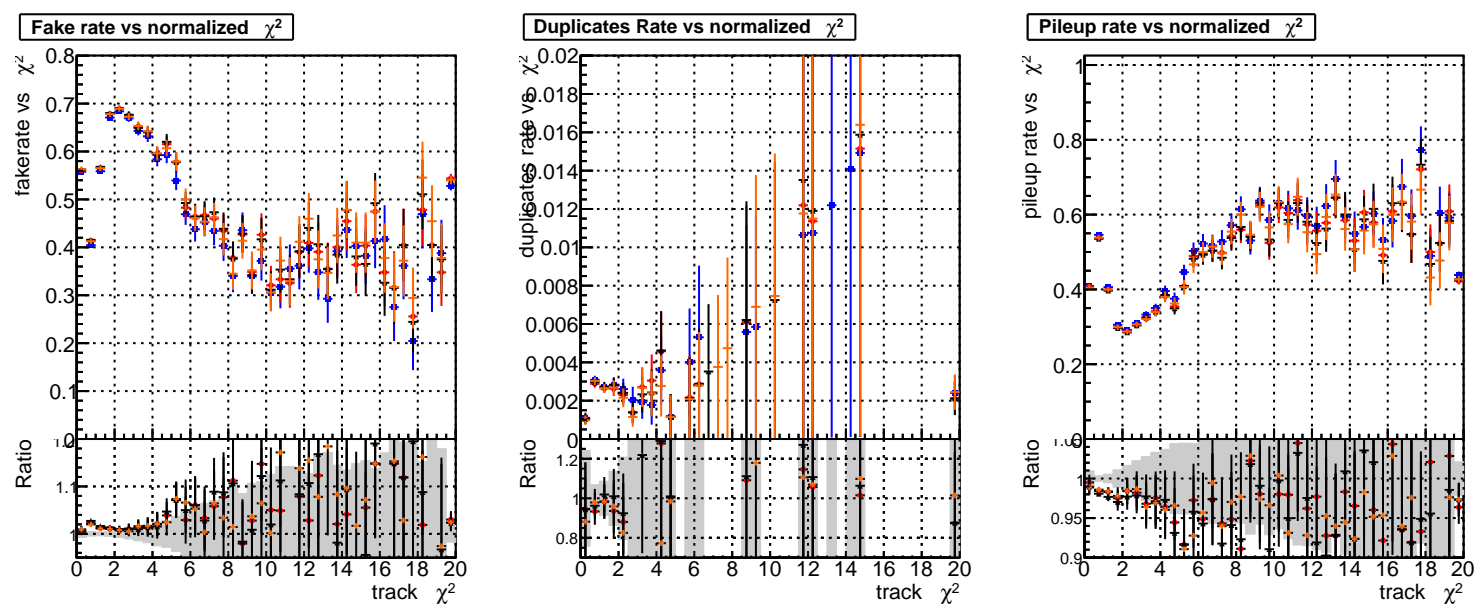 Fake rate vs normalized χ²
fakerate vs χ²
0.8
0.7
0.6
0.5
0.4
0.3
0.2
0.1
Ratio
1.1
0 2 4 6 8 10 12 14 16 18 20
track χ²
Duplicates Rate vs normalized χ²
duplicates rate vs χ²
0.02
0.018
0.016
0.014
0.012
0.01
0.008
0.006
0.004
0.002
0
Ratio
1.2
1
0.8
0 2 4 6 8 10 12 14 16 18 20
track χ²
Pileup rate vs normalized χ²
pileup rate vs χ²
1
0.8
0.6
0.4
0.2
Ratio
0.95
0.9
0 2 4 6 8 10 12 14 16 18 20
track χ²